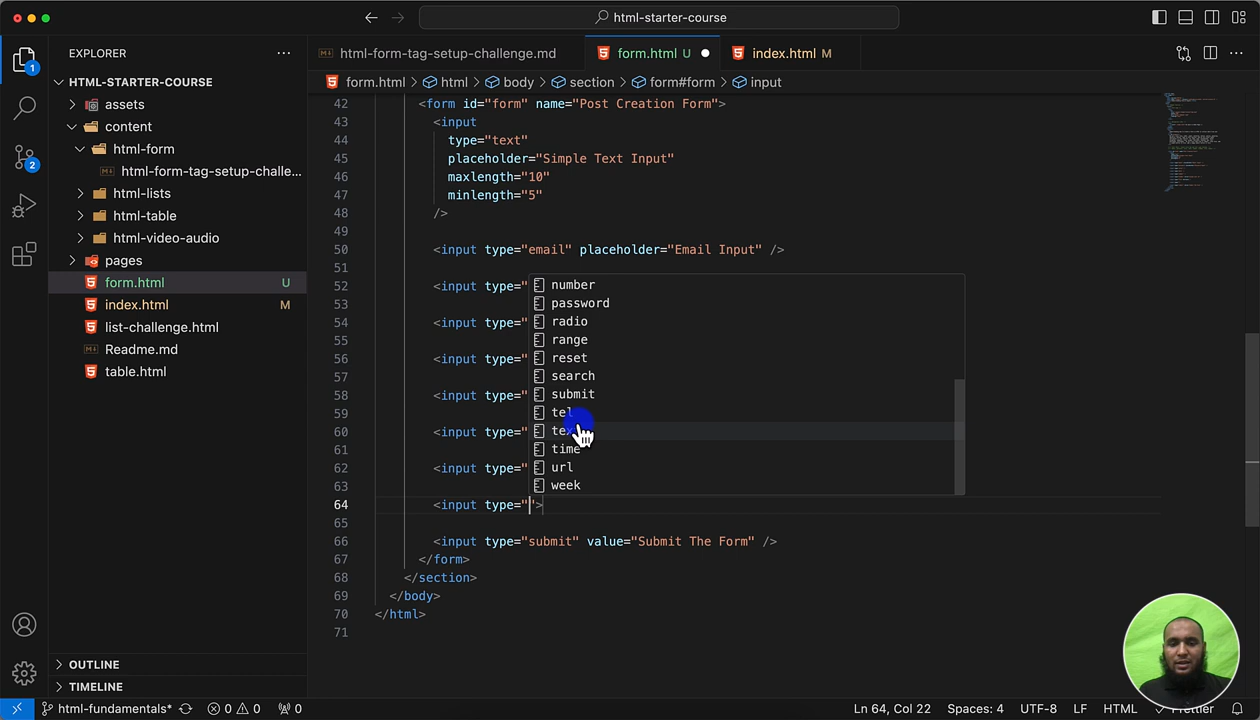 html-starter-course
EXPLORER
html-form-tag-setup-challenge.md
form.html U
index.html M
HTML-STARTER-COURSE
form.html > html > body > section > form#form > input
assets
content
html-form
html-form-tag-setup-challe...
html-lists
html-table
html-video-audio
pages
form.html U
index.html M
list-challenge.html
Readme.md
table.html
OUTLINE
TIMELINE
1
2
42 <form id="form" name="Post Creation Form">
43 <input
44 type="text"
45 placeholder="Simple Text Input"
46 maxlength="10"
47 minlength="5"
48 />
49
50 <input type="email" placeholder="Email Input" />
51
52 <input type="
53
54 <input type="
55
56 <input type="
57
58 <input type="
59
60 <input type="
61
62 <input type="
63
64 <input type="">
65
66 <input type="submit" value="Submit The Form" />
67 </form>
68 </section>
69 </body>
70 </html>
71
number
password
radio
range
reset
search
submit
tel
text
time
url
week
html-fundamentals* 0 0 0 Ln 64, Col 22 Spaces: 4 UTF-8 LF HTML Prettier